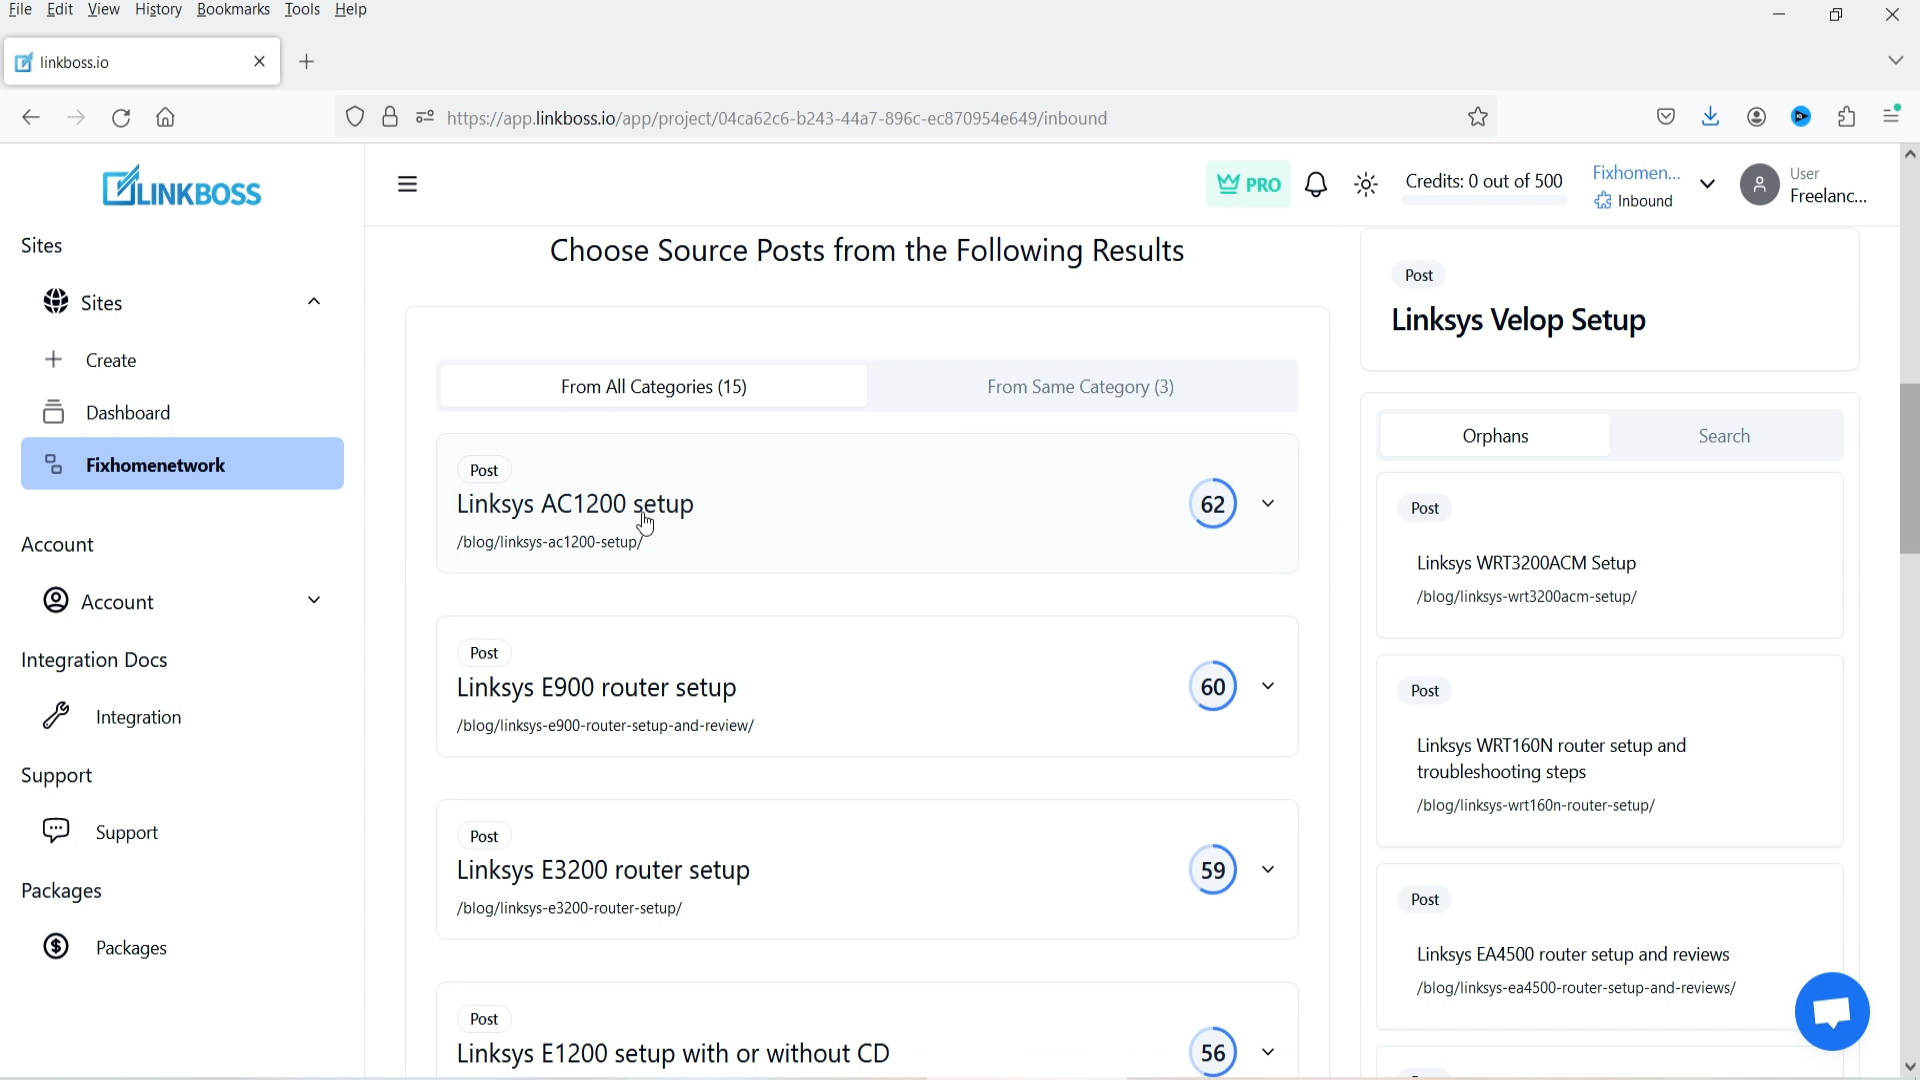 File Edit View History Bookmarks Tools Help
linkboss.io
https://app.linkboss.io/app/project/04ca62c6-b243-44a7-896c-ec870954e649/inbound
LINKBOSS
Sites
Sites
Create
Dashboard
Fixhomenetwork
Account
Account
Integration Docs
Integration
Support
Support
Packages
Packages
PRO
Credits: 0 out of 500
Fixhomen...
Inbound
User
Freelanc...
Choose Source Posts from the Following Results
From All Categories (15)
From Same Category (3)
Post
Linksys AC1200 setup
/blog/linksys-ac1200-setup/
62
Post
Linksys E900 router setup
/blog/linksys-e900-router-setup-and-review/
60
Post
Linksys E3200 router setup
/blog/linksys-e3200-router-setup/
59
Post
Linksys E1200 setup with or without CD
56
Post
Linksys Velop Setup
Orphans
Search
Post
Linksys WRT3200ACM Setup
/blog/linksys-wrt3200acm-setup/
Post
Linksys WRT160N router setup and
troubleshooting steps
/blog/linksys-wrt160n-router-setup/
Post
Linksys EA4500 router setup and reviews
/blog/linksys-ea4500-router-setup-and-reviews/